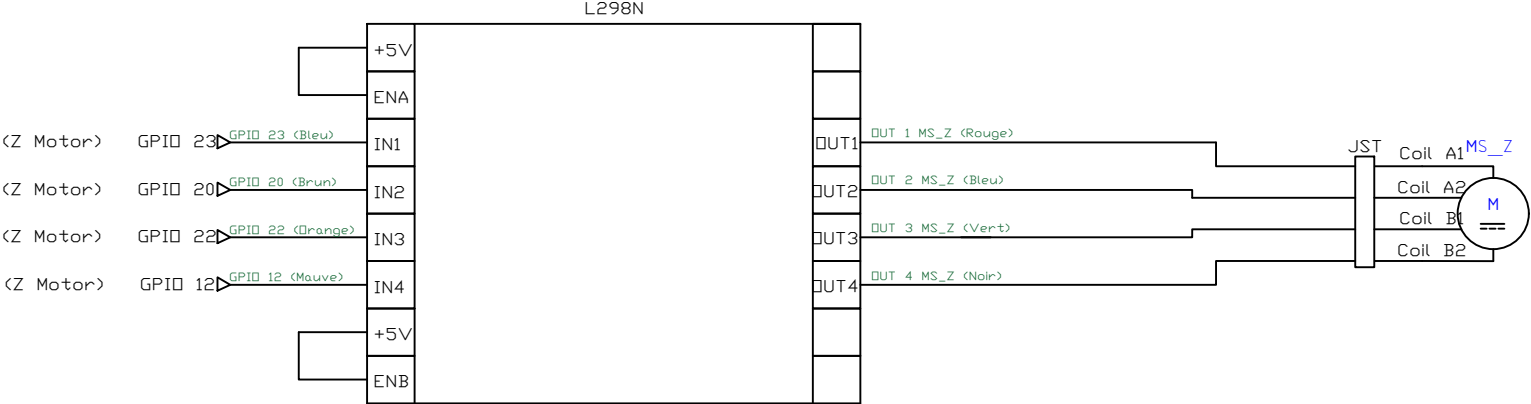 L298N
+5V
ENA
(Z Motor) GPIO 23 GPIO 23 (Bleu) IN1 OUT1 OUT 1 MS_Z (Rouge)
(Z Motor) GPIO 20 GPIO 20 (Brun) IN2 OUT2 OUT 2 MS_Z (Bleu)
(Z Motor) GPIO 22 GPIO 22 (Orange) IN3 OUT3 OUT 3 MS_Z (Vert)
(Z Motor) GPIO 12 GPIO 12 (Mauve) IN4 OUT4 OUT 4 MS_Z (Noir)
+5V
ENB
JST
Coil A1 MS_Z
Coil A2
M
Coil B1
Coil B2